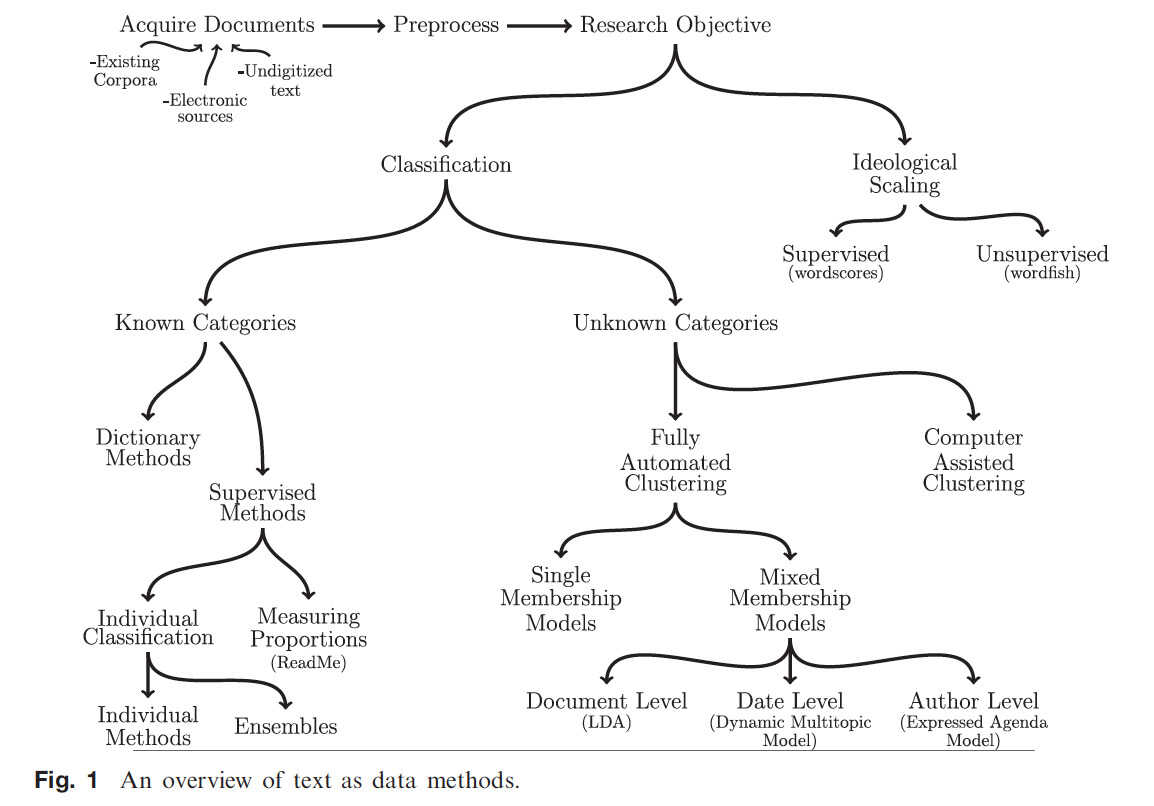 Acquire Documents Preprocess Research Objective
-Existing
Corpora
-Electronic
sources
-Undigitized
text
Classification
Ideological
Scaling
Supervised
(wordscores)
Unsupervised
(wordfish)
Known Categories
Unknown Categories
Dictionary
Methods
Supervised
Methods
Fully
Automated
Clustering
Computer
Assisted
Clustering
Individual
Classification
Measuring
Proportions
(ReadMe)
Single
Membership
Models
Mixed
Membership
Models
Individual
Methods
Ensembles
Document Level
(LDA)
Date Level
(Dynamic Multitopic
Model)
Author Level
(Expressed Agenda
Model)
Fig. 1 An overview of text as data methods.